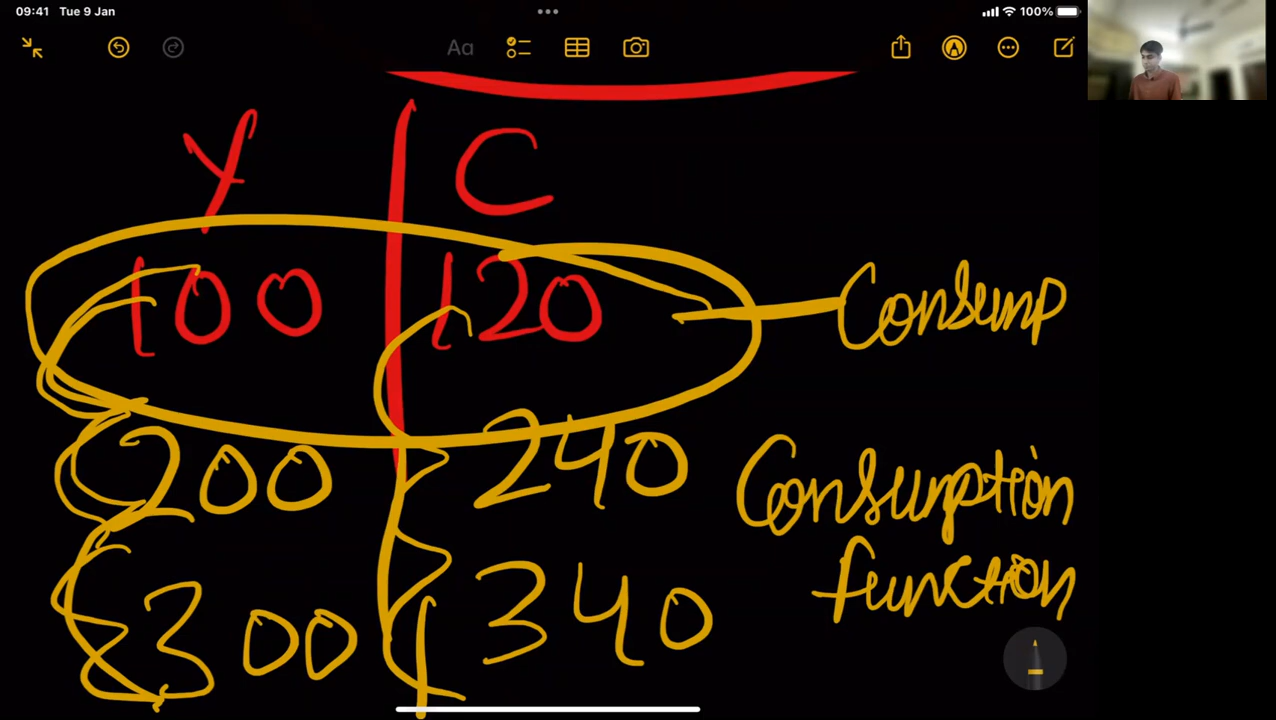 09:41 Tue 9 Jan
100%
Aa
Y C
100 120 Consump
200 240 Consumption
function
300 340